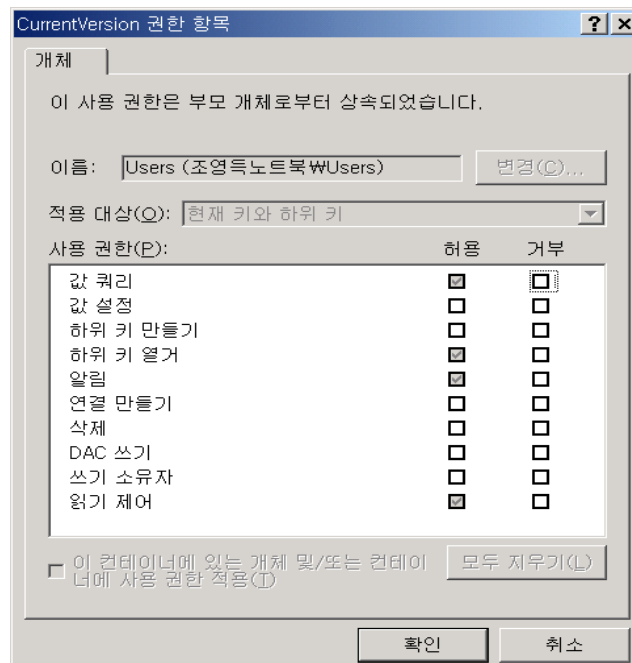 CurrentVersion 권한 항목
개체
이 사용 권한은 부모 개체로부터 상속되었습니다.
이름: Users (조영득노트북₩Users) 변경(C)...
적용 대상(O): 현재 키와 하위 키
사용 권한(P): 허용 거부
값 쿼리
값 설정
하위 키 만들기
하위 키 열거
알림
연결 만들기
삭제
DAC 쓰기
쓰기 소유자
읽기 제어
이 컨테이너에 있는 개체 및/또는 컨테이 모두 지우기(L)
너에 사용 권한 적용(T)
확인 취소